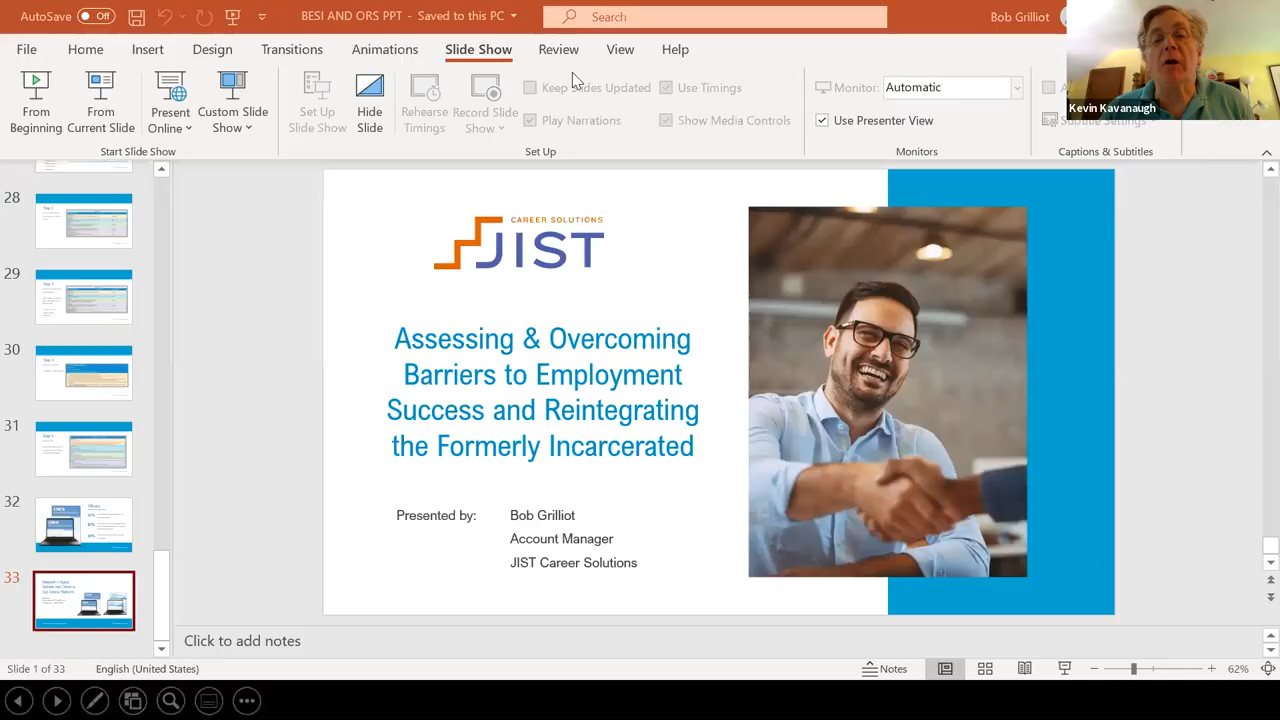 AutoSave Off BESI AND ORS PPT - Saved to this PC Search Bob Grilliot
File Home Insert Design Transitions Animations Slide Show Review View Help
From Beginning
From Current Slide
Present Online
Custom Slide Show
Set Up Slide Show
Hide Slide
Rehearse Timings
Record Slide Show
Keep Slides Updated
Play Narrations
Use Timings
Show Media Controls
Monitor: Automatic
Use Presenter View
Subtitle Settings
Kevin Kavanaugh
Start Slide Show Set Up Monitors Captions & Subtitles
28
29
30
31
32
33
CAREER SOLUTIONS
JIST
Assessing & Overcoming
Barriers to Employment
Success and Reintegrating
the Formerly Incarcerated
Presented by: Bob Grilliot
Account Manager
JIST Career Solutions
Click to add notes
Slide 1 of 33 English (United States) Notes 62%